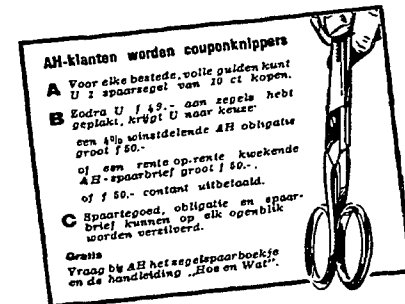 AH-klanten worden couponknippers
A Voor elke bestede, volle gulden kunt
U 1 spaarzegel van 10 ct kopen.
B Zodra U f 49.- aan zegels hebt
geplakt, krijgt U naar keuze:
een 4% winstdelende AH obligatie
groot f 50.-
of een rente-op-rente kwekende
AH-spaarbrief groot f 50.-,
of f 50.- contant uitbetaald.
C Spaartegoed, obligatie en spaar-
brief kunnen op elk ogenblik
worden verzilverd.
Gratis
Vraag bij AH het zegelspaarboekje
en de handleiding „Hoe en Wat".